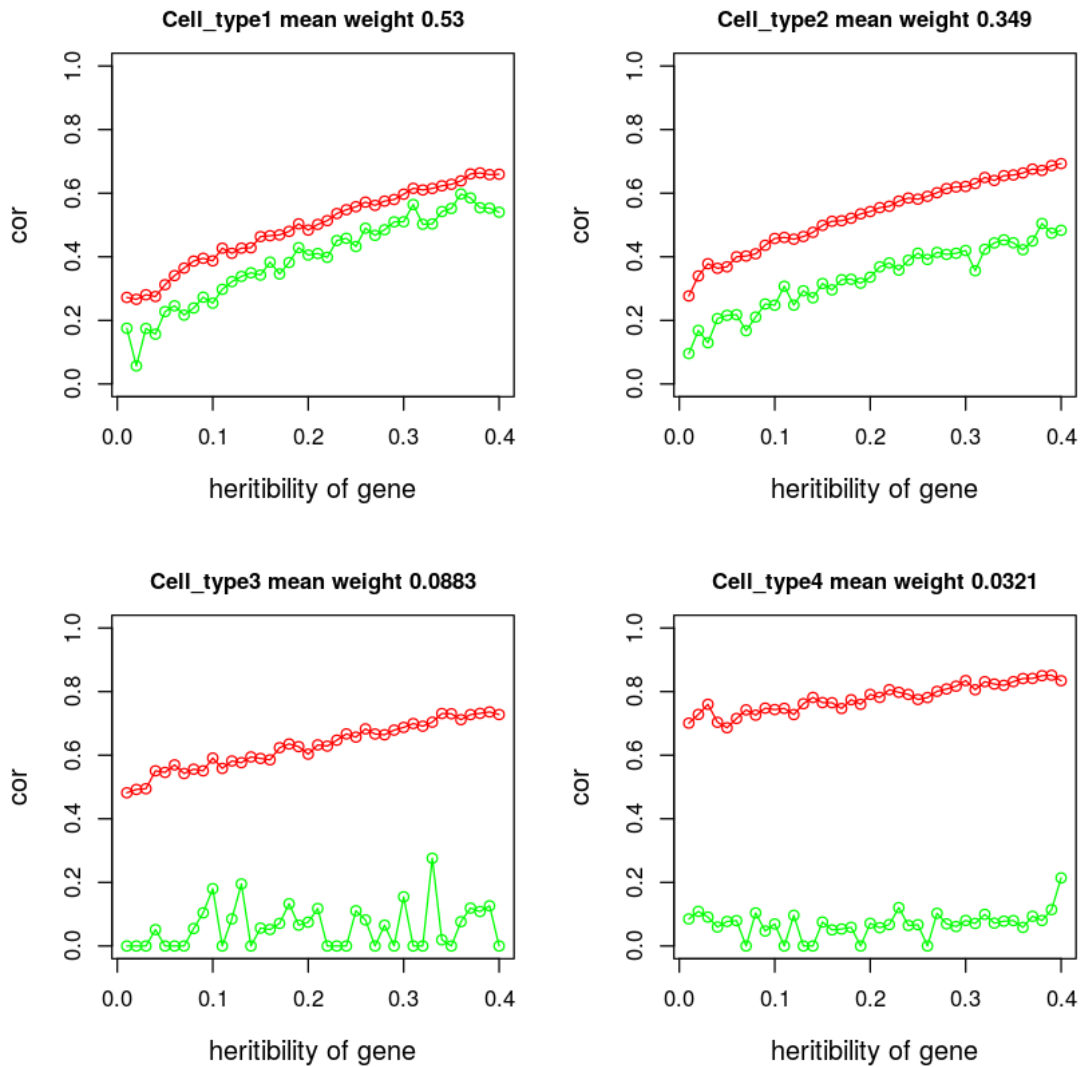 Cell_type1 mean weight 0.53
cor
0.0 0.2 0.4 0.6 0.8 1.0
0.0 0.1 0.2 0.3 0.4
heritibility of gene
Cell_type2 mean weight 0.349
cor
0.0 0.2 0.4 0.6 0.8 1.0
0.0 0.1 0.2 0.3 0.4
heritibility of gene
Cell_type3 mean weight 0.0883
cor
0.0 0.2 0.4 0.6 0.8 1.0
0.0 0.1 0.2 0.3 0.4
heritibility of gene
Cell_type4 mean weight 0.0321
cor
0.0 0.2 0.4 0.6 0.8 1.0
0.0 0.1 0.2 0.3 0.4
heritibility of gene